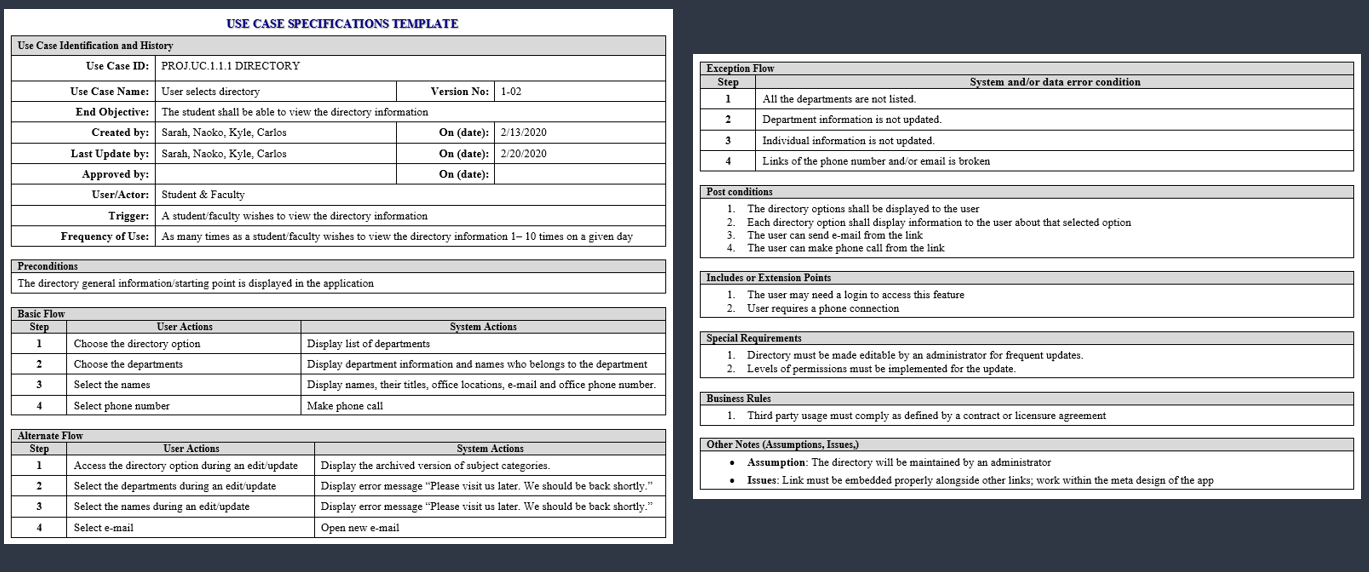 USE CASE SPECIFICATIONS TEMPLATE
Use Case Identification and History
Use Case ID: PROJ.UC.1.1.1 DIRECTORY
Use Case Name: User selects directory Version No: 1-02
End Objective: The student shall be able to view the directory information
Created by: Sarah, Naoko, Kyle, Carlos On (date): 2/13/2020
Last Update by: Sarah, Naoko, Kyle, Carlos On (date): 2/20/2020
Approved by: On (date):
User/Actor: Student & Faculty
Trigger: A student/faculty wishes to view the directory information
Frequency of Use: As many times as a student/faculty wishes to view the directory information 1– 10 times on a given day
Preconditions
The directory general information/starting point is displayed in the application
Basic Flow
Step User Actions System Actions
1 Choose the directory option Display list of departments
2 Choose the departments Display department information and names who belongs to the department
3 Select the names Display names, their titles, office locations, e-mail and office phone number.
4 Select phone number Make phone call
Alternate Flow
Step User Actions System Actions
1 Access the directory option during an edit/update Display the archived version of subject categories.
2 Select the departments during an edit/update Display error message “Please visit us later. We should be back shortly.”
3 Select the names during an edit/update Display error message “Please visit us later. We should be back shortly.”
4 Select e-mail Open new e-mail
Exception Flow
Step System and/or data error condition
1 All the departments are not listed.
2 Department information is not updated.
3 Individual information is not updated.
4 Links of the phone number and/or email is broken
Post conditions
1. The directory options shall be displayed to the user
2. Each directory option shall display information to the user about that selected option
3. The user can send e-mail from the link
4. The user can make phone call from the link
Includes or Extension Points
1. The user may need a login to access this feature
2. User requires a phone connection
Special Requirements
1. Directory must be made editable by an administrator for frequent updates.
2. Levels of permissions must be implemented for the update.
Business Rules
1. Third party usage must comply as defined by a contract or licensure agreement
Other Notes (Assumptions, Issues,)
• Assumption: The directory will be maintained by an administrator
• Issues: Link must be embedded properly alongside other links; work within the meta design of the app